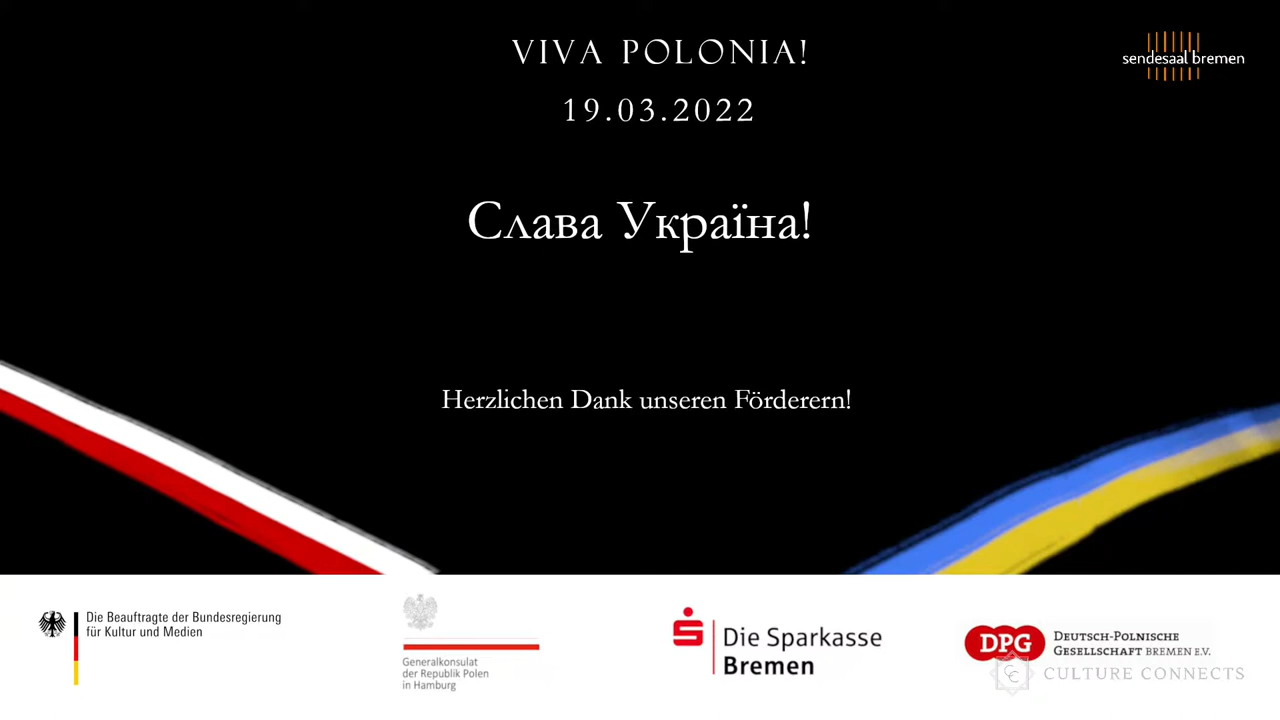 VIVA POLONIA!
sendesaal bremen
19.03.2022
Слава Україна!
Herzlichen Dank unseren Förderern!
Die Beauftragte der Bundesregierung
für Kultur und Medien
Generalkonsulat
der Republik Polen
in Hamburg
Die Sparkasse
Bremen
DPG
DEUTSCH-POLNISCHE
GESELLSCHAFT BREMEN E.V.
CC CULTURE CONNECTS